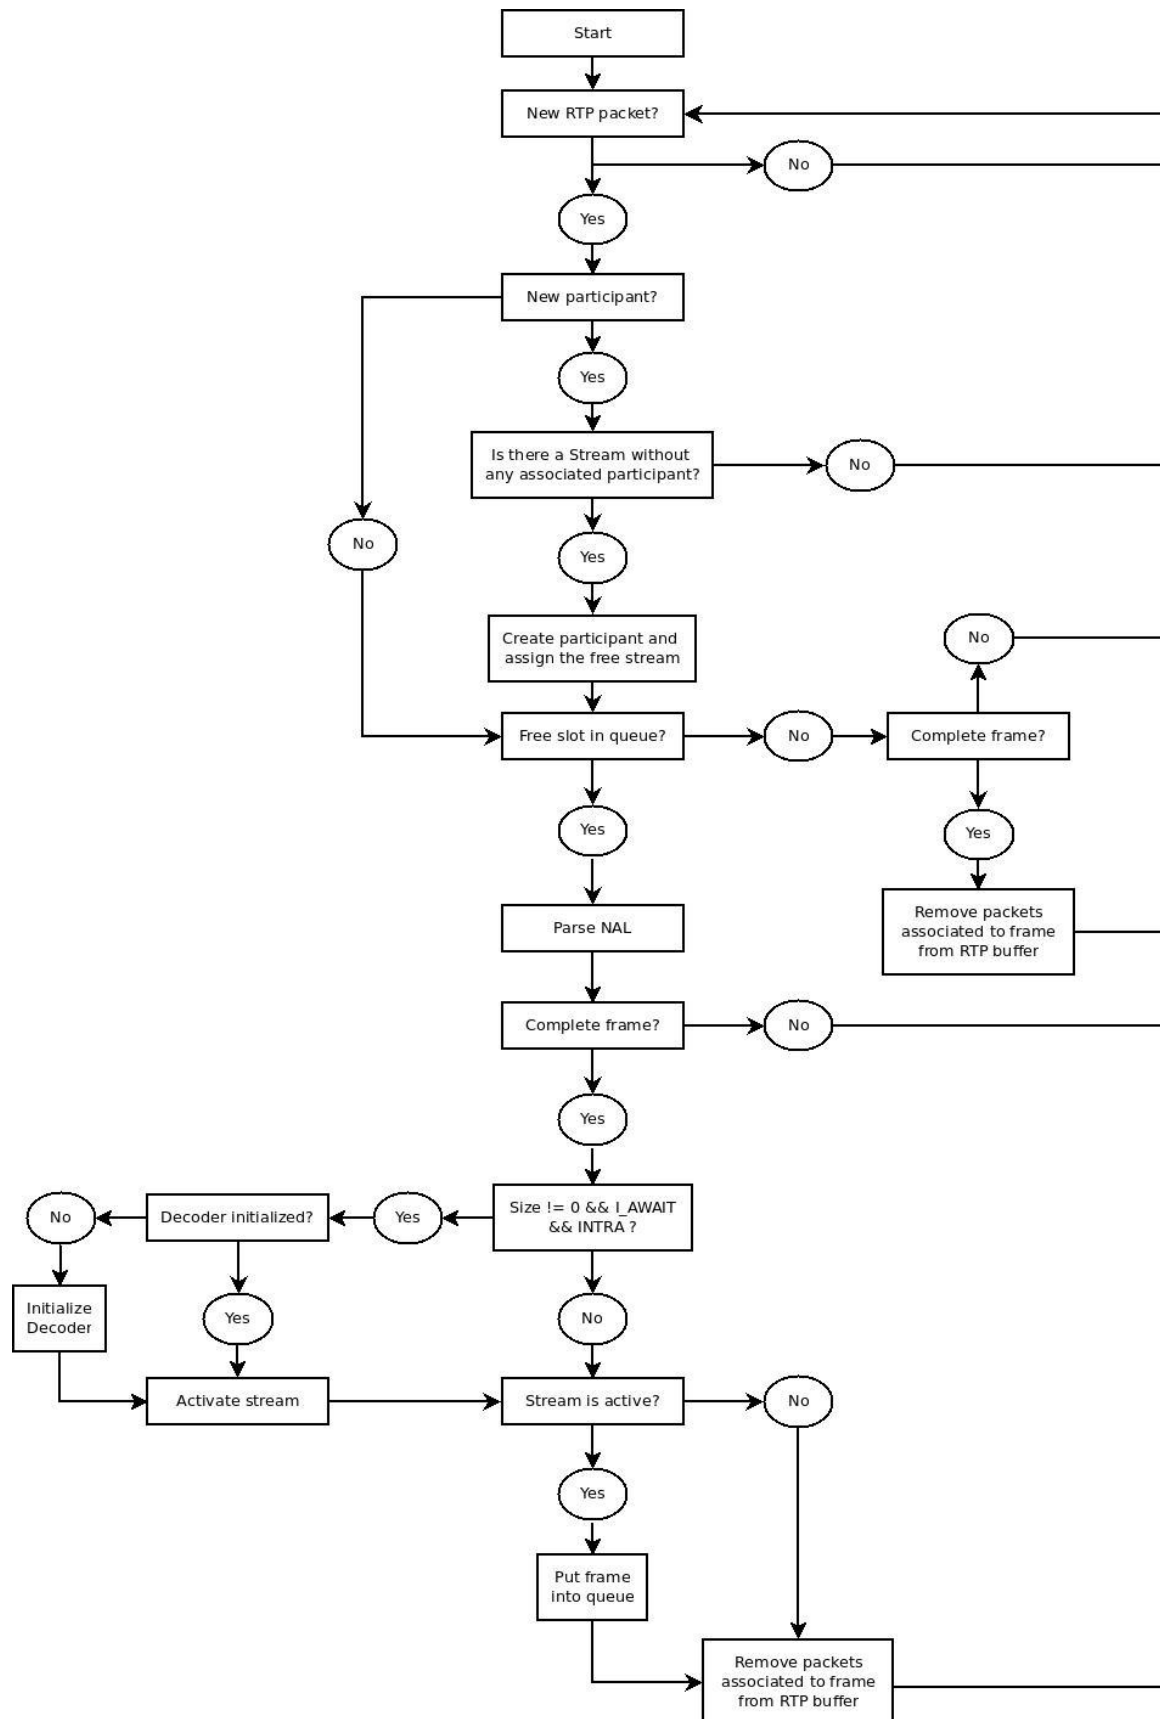 Start
New RTP packet?
No
Yes
New participant?
Yes
Is there a Stream without
any associated participant?
No
No
Yes
Create participant and
assign the free stream
No
Free slot in queue?
No
Complete frame?
Yes
Yes
Remove packets
associated to frame
from RTP buffer
Parse NAL
Complete frame?
No
Yes
No
Decoder initialized?
Yes
Size != 0 && I_AWAIT
&& INTRA ?
Initialize
Decoder
Yes
No
Activate stream
Stream is active?
No
Yes
Put frame
into queue
Remove packets
associated to frame
from RTP buffer